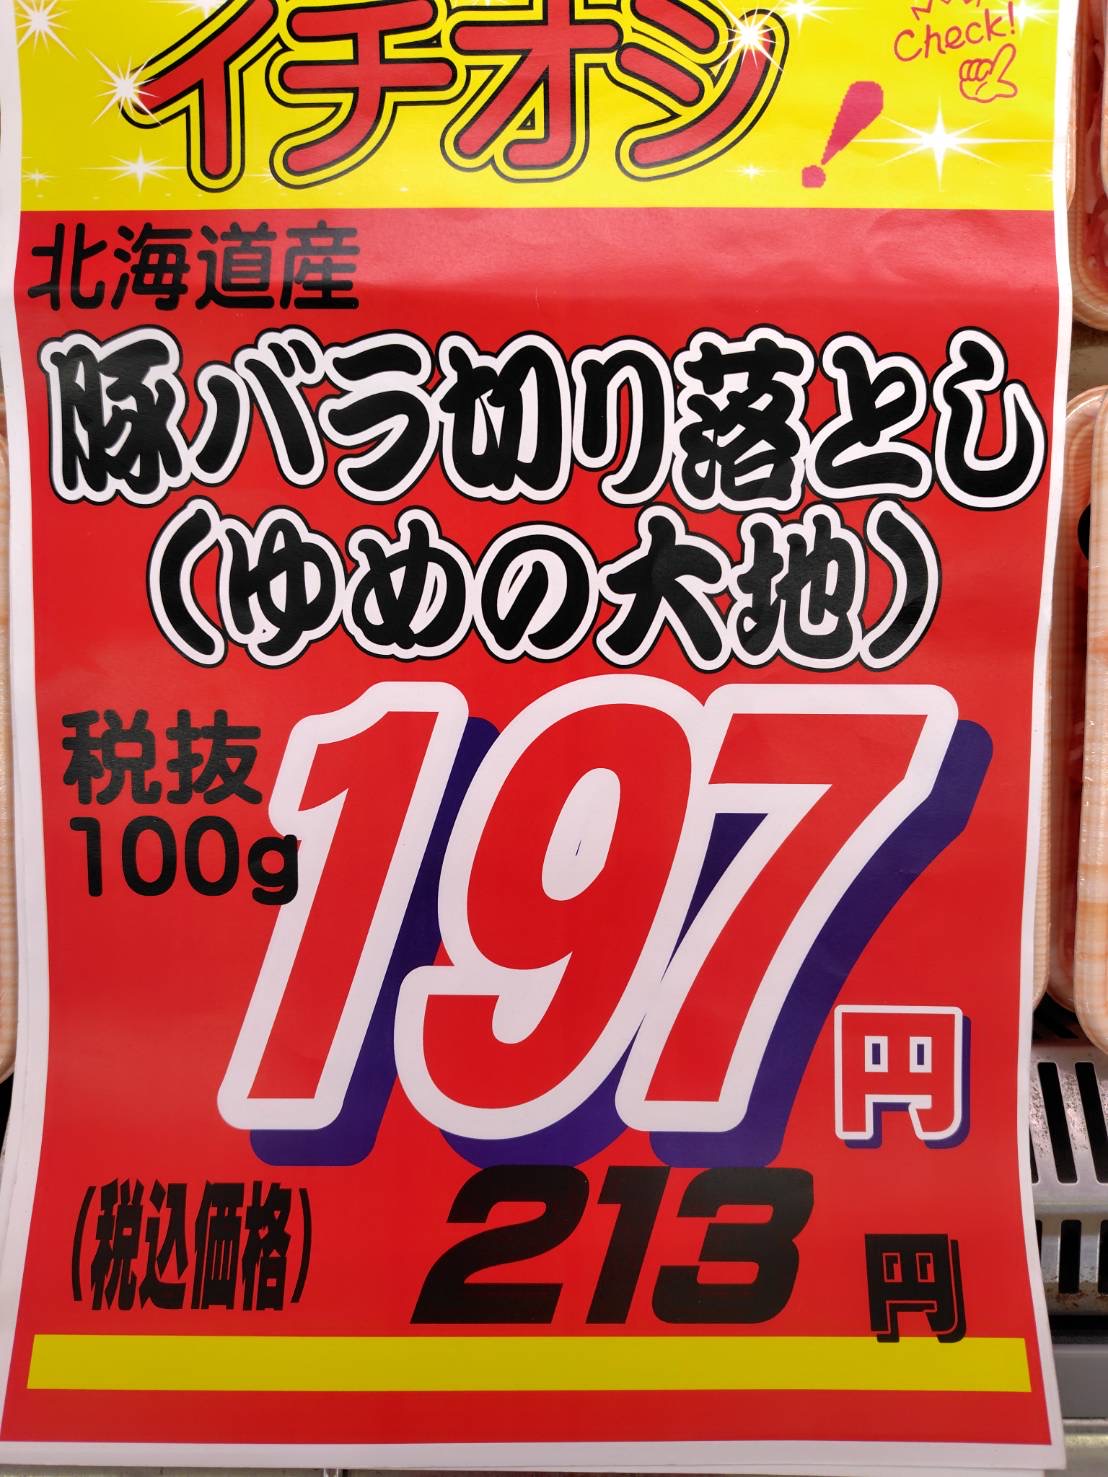 イチオシ!
Check!
北海道産
豚バラ切り落とし
(ゆめの大地)
税抜
100g
197円
(税込価格) 213円